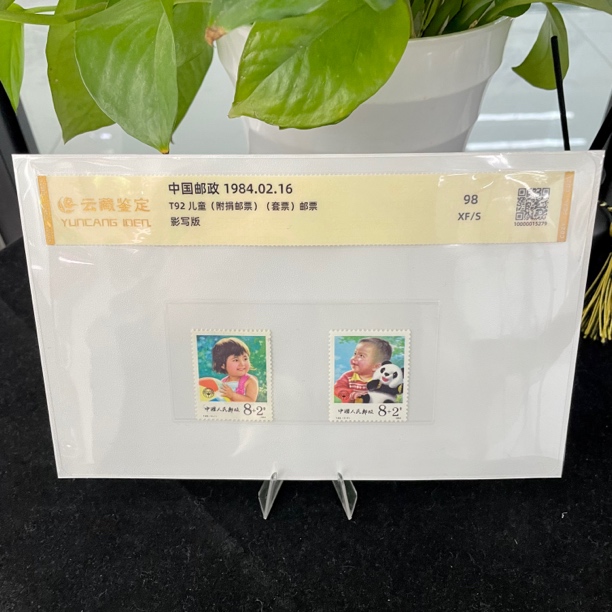 云藏鉴定
YUNCANG IDEN.
中国邮政 1984.02.16
T92 儿童（附捐邮票）（套票）邮票
影写版
98
XF/S
10000015276
中国人民邮政 8+2分
中国人民邮政 8+2分